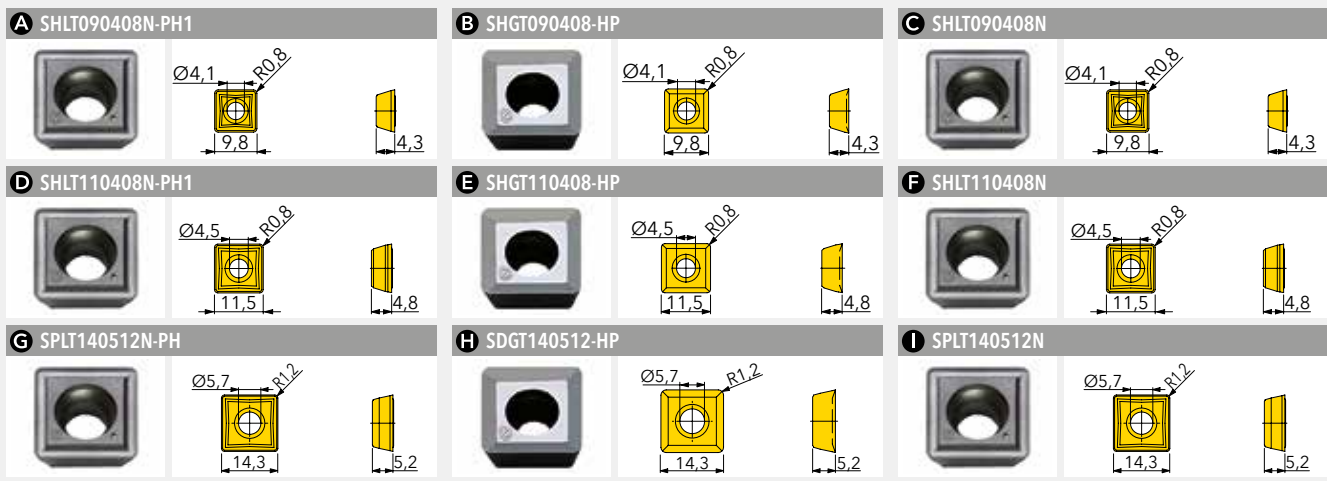 A SHLT090408N-PH1
Ø4,1
R0,8
9,8
4,3
B SHGT090408-HP
Ø4,1
R0,8
9,8
4,3
C SHLT090408N
Ø4,1
R0,8
9,8
4,3
D SHLT110408N-PH1
Ø4,5
R0,8
11,5
4,8
E SHGT110408-HP
Ø4,5
R0,8
11,5
4,8
F SHLT110408N
Ø4,5
R0,8
11,5
4,8
G SPLT140512N-PH
Ø5,7
R1,2
14,3
5,2
H SDGT140512-HP
Ø5,7
R1,2
14,3
5,2
I SPLT140512N
Ø5,7
R1,2
14,3
5,2